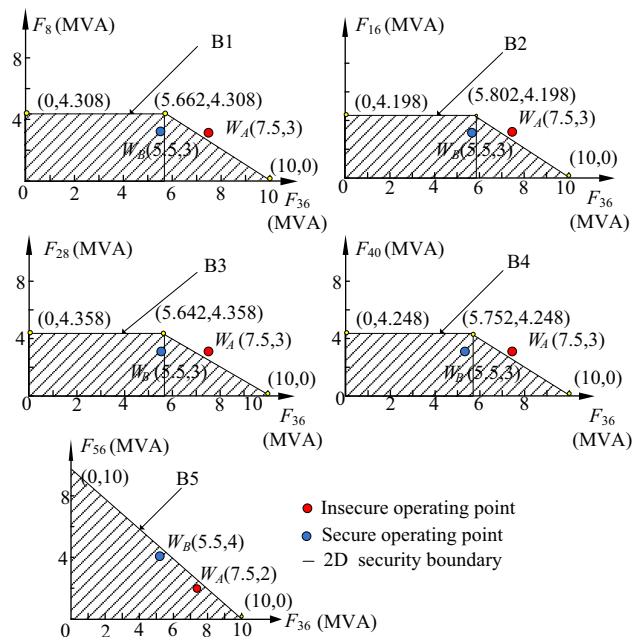 F8 (MVA)
B1
8
(0,4.308)
(5.662,4.308)
4
WA(7.5,3)
WB(5.5,3)
(10,0)
0 2 4 6 8 10 F36
(MVA)
F16 (MVA)
B2
8
(0,4.198)
(5.802,4.198)
4
WA(7.5,3)
WB(5.5,3)
(10,0)
0 2 4 6 8 10 F36
(MVA)
F28 (MVA)
B3
8
(0,4.358)
(5.642,4.358)
4
WA(7.5,3)
WB(5.5,3)
(10,0)
0 2 4 6 8 10 F36
(MVA)
F40 (MVA)
B4
8
(0,4.248)
(5.752,4.248)
4
WA(7.5,3)
WB(5.5,3)
(10,0)
0 2 4 6 8 10 F36
(MVA)
F56 (MVA)
(0,10)
B5
8
WB(5.5,4)
4
WA(7.5,2)
(10,0)
0 2 4 6 8 10 F36 (MVA)
Insecure operating point
Secure operating point
– 2D security boundary